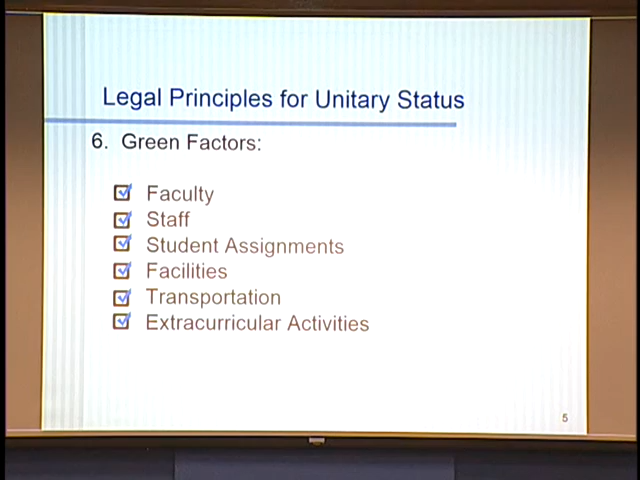 Legal Principles for Unitary Status
6. Green Factors:
Faculty
Staff
Student Assignments
Facilities
Transportation
Extracurricular Activities
5